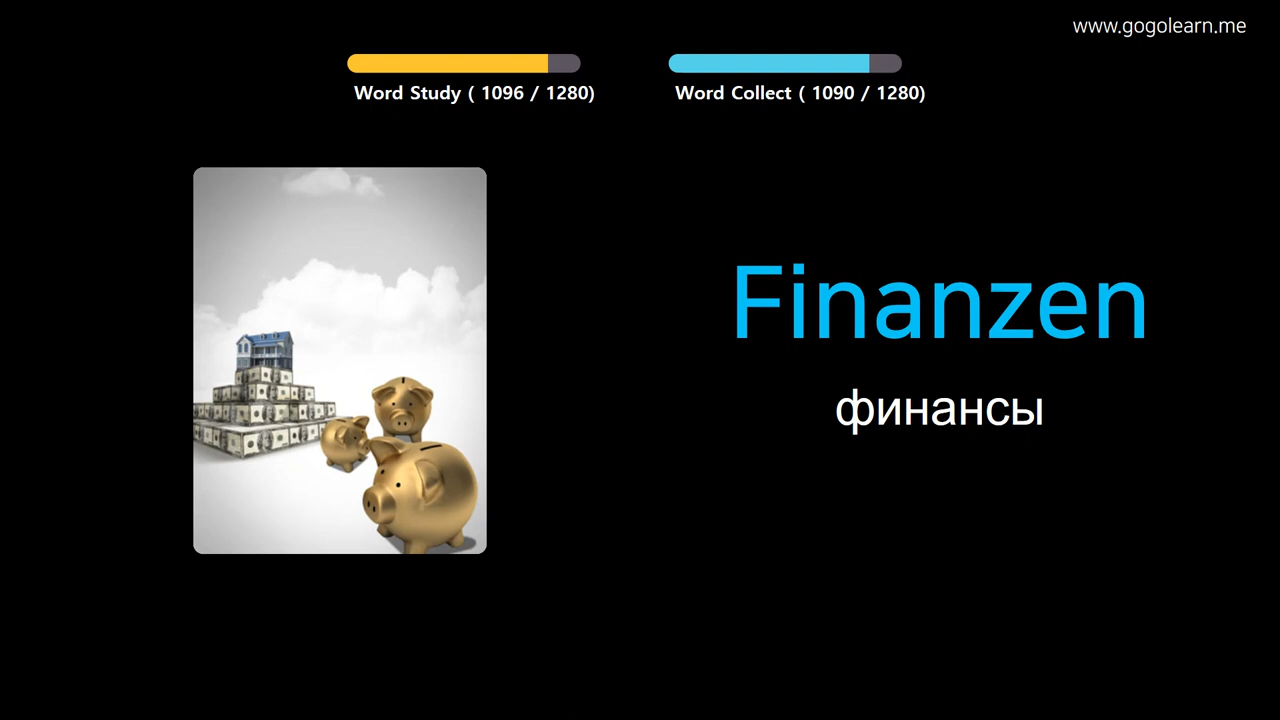 www.gogolearn.me
Word Study ( 1096 / 1280)
Word Collect ( 1090 / 1280)
Finanzen
финансы